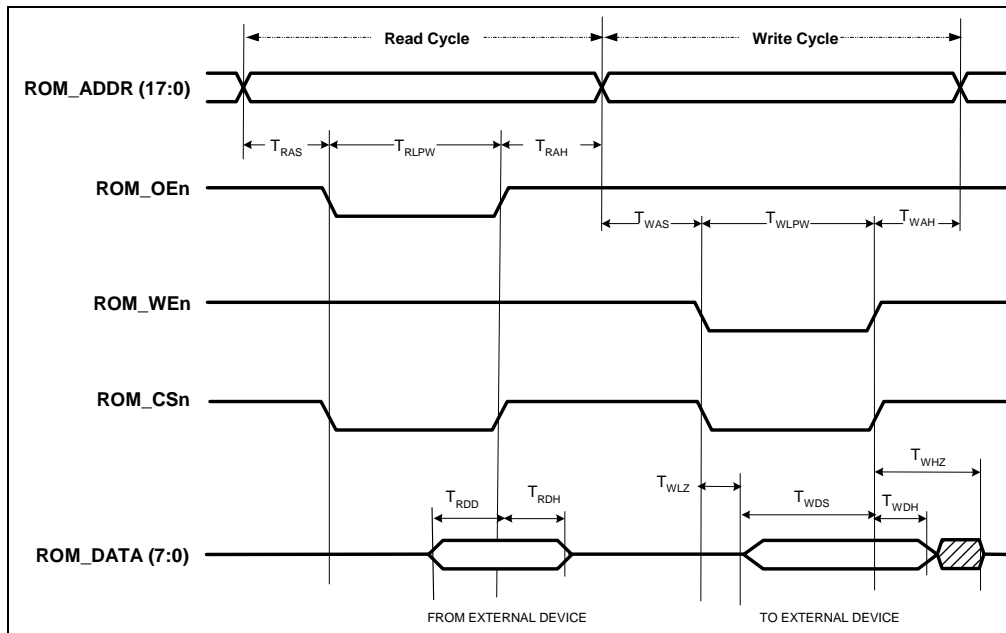 Read Cycle
Write Cycle
ROM_ADDR (17:0)
TRAS
TRLPW
TRAH
ROM_OEn
TWAS
TWLPW
TWAH
ROM_WEn
ROM_CSn
TWHZ
TWLZ
TRDD
TRDH
TWDS
TWDH
ROM_DATA (7:0)
FROM EXTERNAL DEVICE
TO EXTERNAL DEVICE